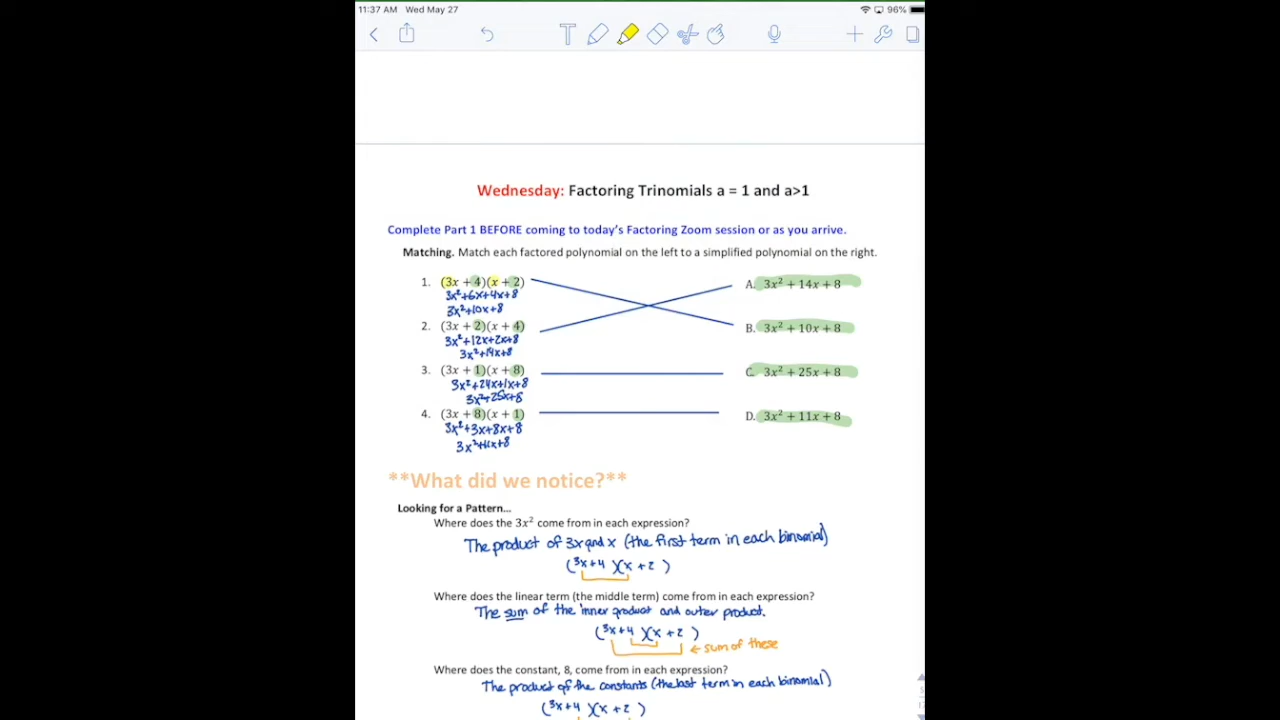 11:37 AM Wed May 27
96%
Wednesday: Factoring Trinomials a = 1 and a>1
Complete Part 1 BEFORE coming to today's Factoring Zoom session or as you arrive.
Matching. Match each factored polynomial on the left to a simplified polynomial on the right.
1. (3x + 4)(x + 2)
3x²+6x+4x+8
3x²+10x+8
A. 3x² + 14x + 8
2. (3x + 2)(x + 4)
3x²+12x+2x+8
3x²+14x+8
B. 3x² + 10x + 8
3. (3x + 1)(x + 8)
3x²+24x+1x+8
3x²+25x+8
C. 3x² + 25x + 8
4. (3x + 8)(x + 1)
3x²+3x+8x+8
3x²+11x+8
D. 3x² + 11x + 8
**What did we notice?**
Looking for a Pattern...
Where does the 3x² come from in each expression?
The product of 3x and x (the first term in each binomial)
(3x+4)(x+2)
Where does the linear term (the middle term) come from in each expression?
The sum of the inner product and outer product.
(3x+4)(x+2)
← sum of these
Where does the constant, 8, come from in each expression?
The product of the constants (the last term in each binomial)
(3x+4)(x+2)